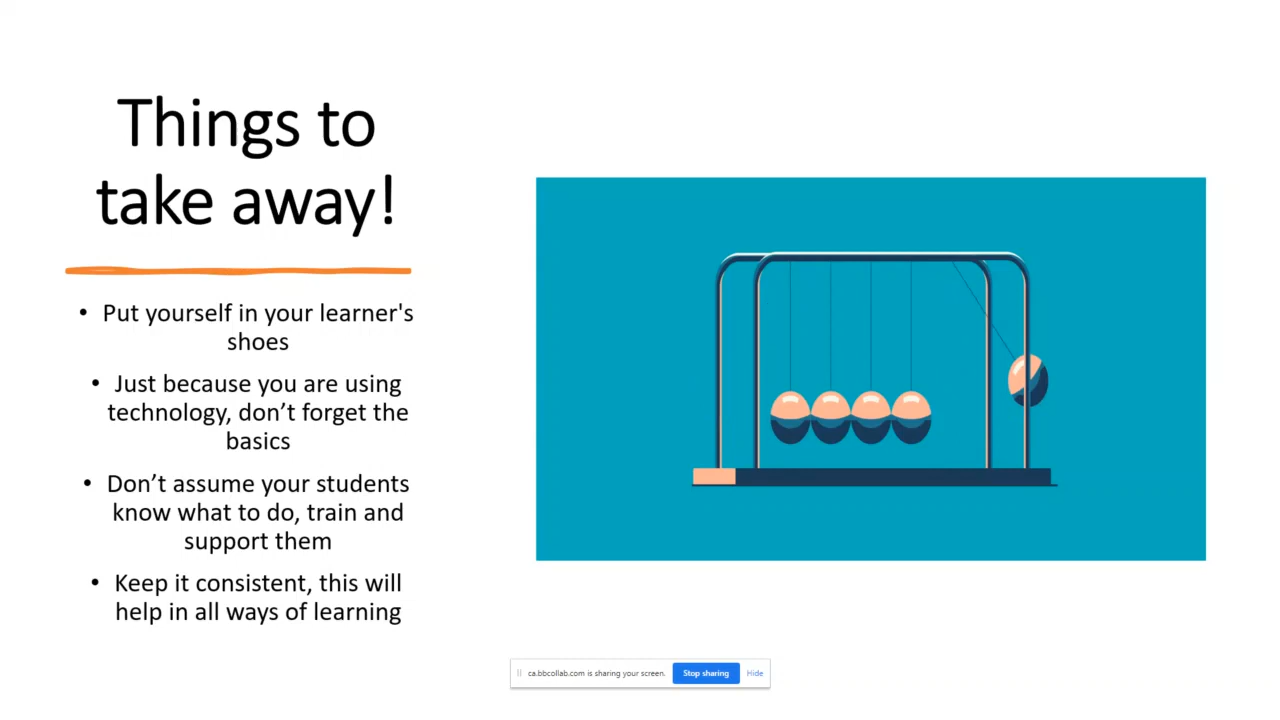 Things to
take away!
• Put yourself in your learner's
shoes
• Just because you are using
technology, don’t forget the
basics
• Don’t assume your students
know what to do, train and
support them
• Keep it consistent, this will
help in all ways of learning
ca.bbcollab.com is sharing your screen. Stop sharing Hide